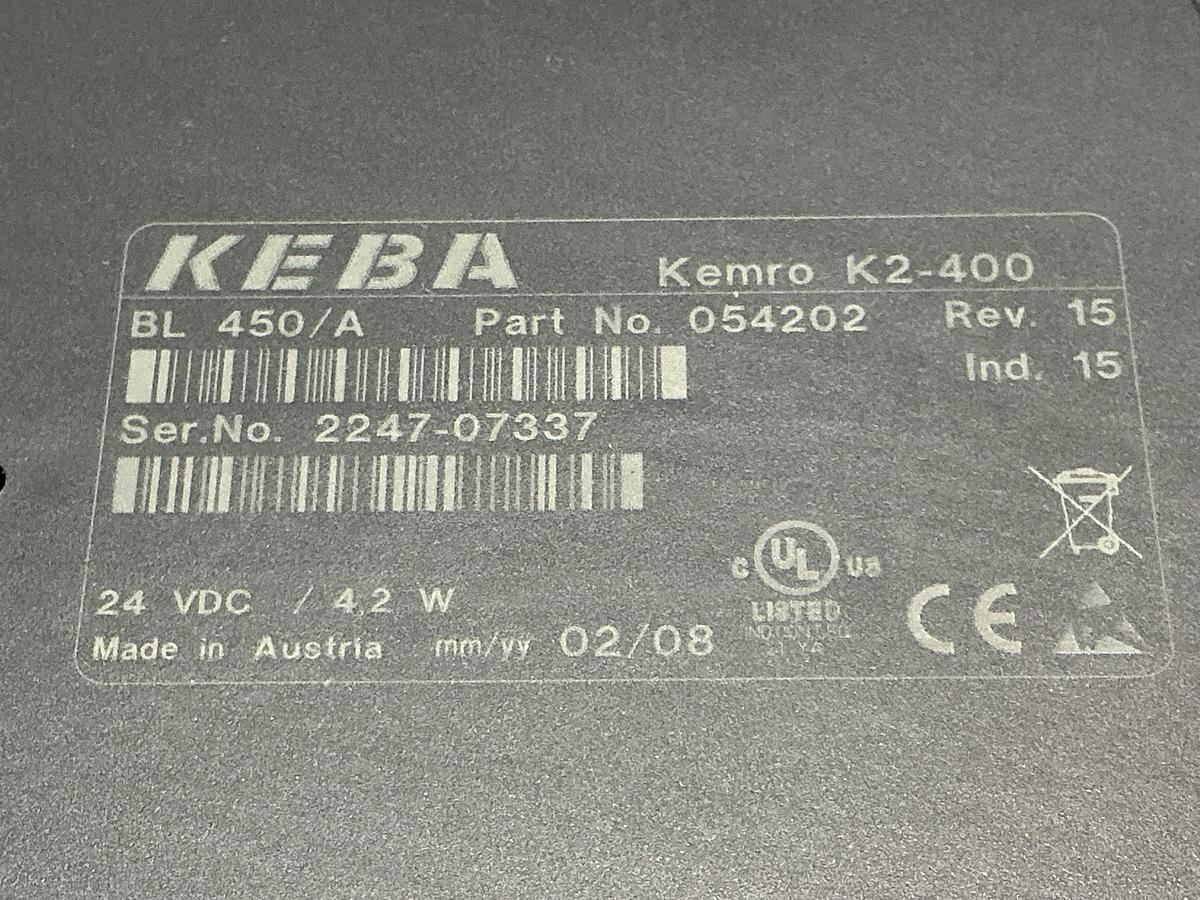 KEBA Kemro K2-400
BL 450/A Part No. 054202 Rev. 15
Ind. 15
Ser.No. 2247-07337
c UL us
LISTED
24 VDC / 4,2 W
Made in Austria mm/yy 02/08 CE